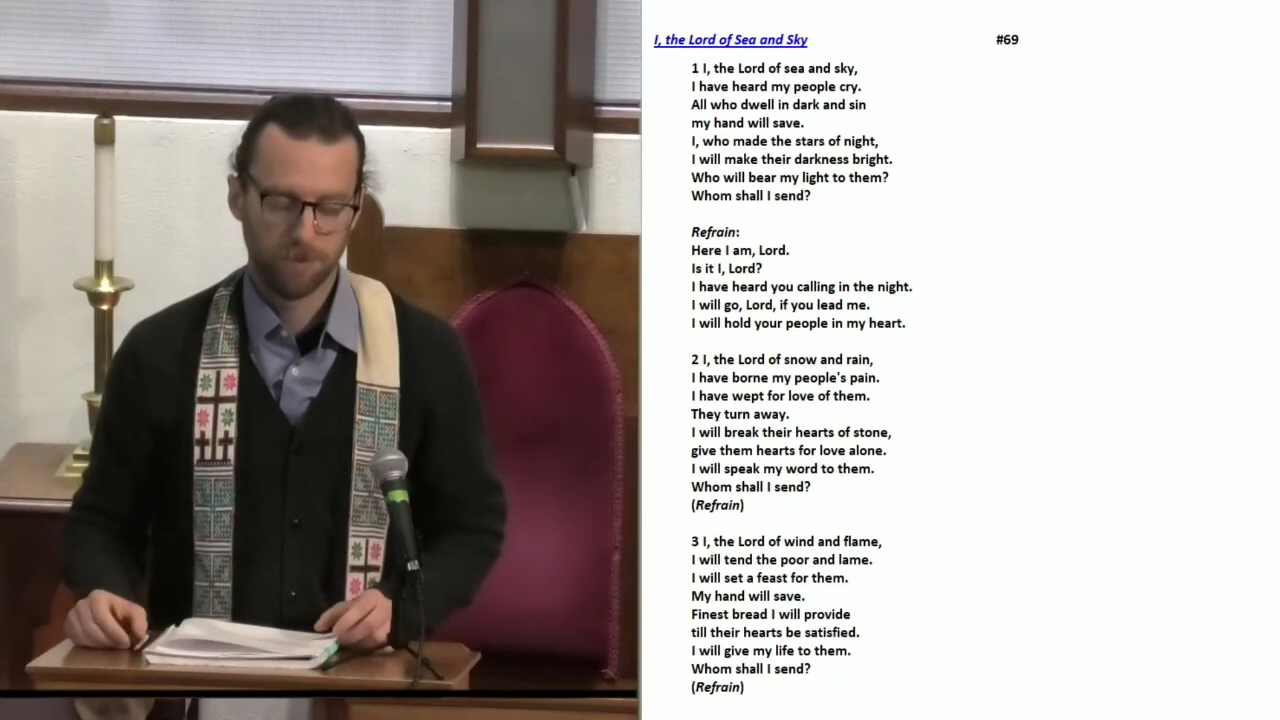 I, the Lord of Sea and Sky #69
1 I, the Lord of sea and sky,
I have heard my people cry.
All who dwell in dark and sin
my hand will save.
I, who made the stars of night,
I will make their darkness bright.
Who will bear my light to them?
Whom shall I send?
Refrain:
Here I am, Lord.
Is it I, Lord?
I have heard you calling in the night.
I will go, Lord, if you lead me.
I will hold your people in my heart.
2 I, the Lord of snow and rain,
I have borne my people's pain.
I have wept for love of them.
They turn away.
I will break their hearts of stone,
give them hearts for love alone.
I will speak my word to them.
Whom shall I send?
(Refrain)
3 I, the Lord of wind and flame,
I will tend the poor and lame.
I will set a feast for them.
My hand will save.
Finest bread I will provide
till their hearts be satisfied.
I will give my life to them.
Whom shall I send?
(Refrain)